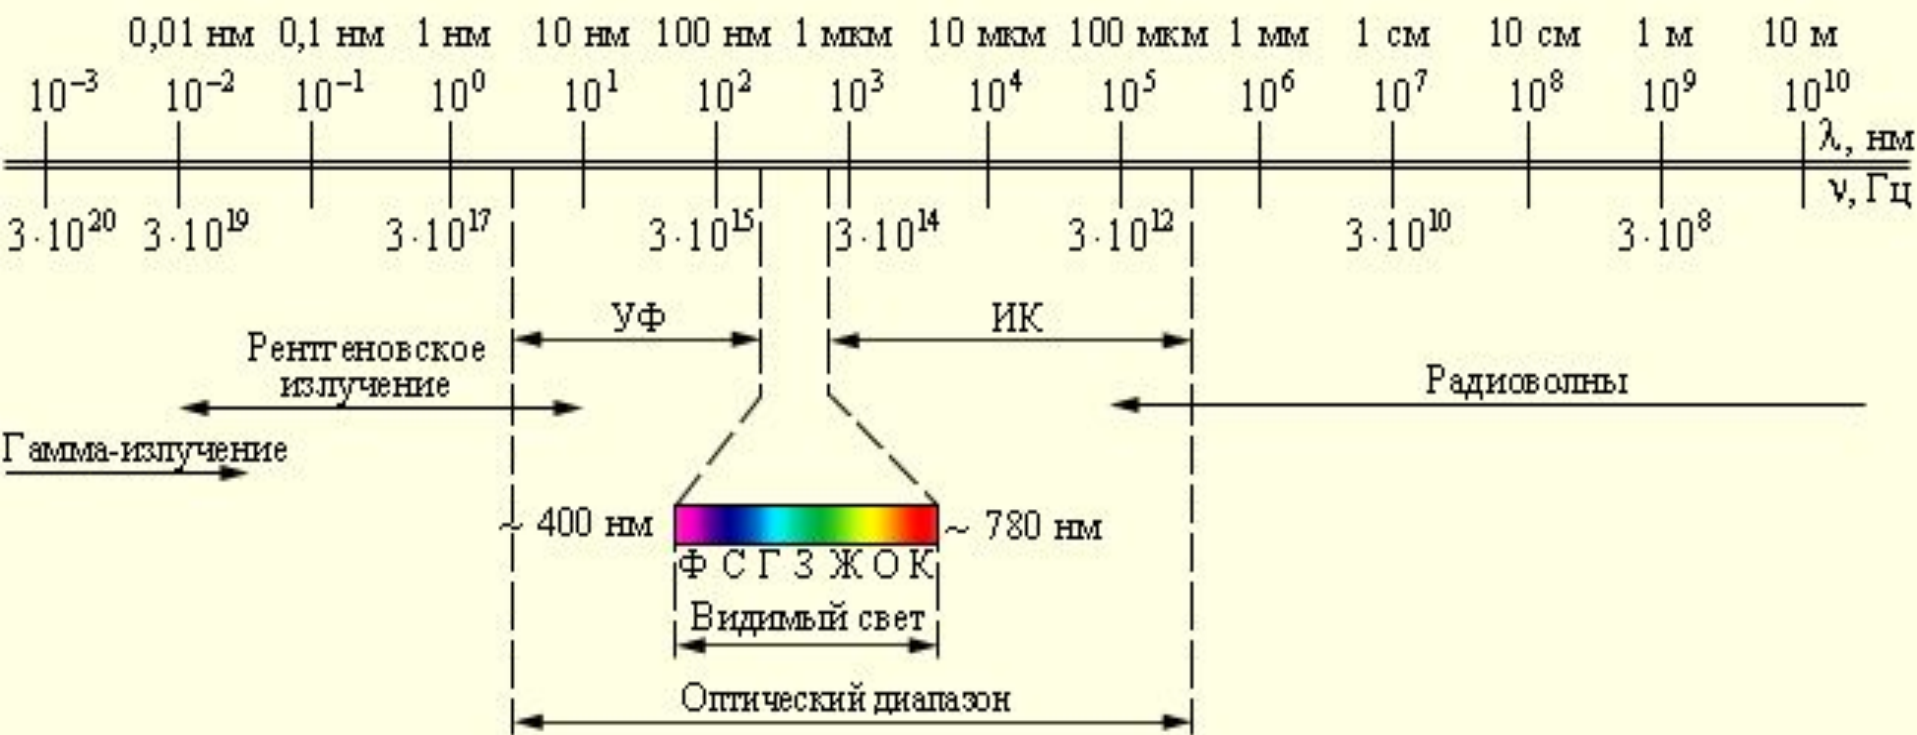 0,01 нм 0,1 нм 1 нм 10 нм 100 нм 1 мкм 10 мкм 100 мкм 1 мм 1 см 10 см 1 м 10 м
10⁻³ 10⁻² 10⁻¹ 10⁰ 10¹ 10² 10³ 10⁴ 10⁵ 10⁶ 10⁷ 10⁸ 10⁹ 10¹⁰
λ, нм
ν, Гц
3·10²⁰ 3·10¹⁹ 3·10¹⁷ 3·10¹⁵ 3·10¹⁴ 3·10¹² 3·10¹⁰ 3·10⁸
УФ ИК
Рентгеновское
излучение
Радиоволны
Гамма-излучение
~ 400 нм ~ 780 нм
Ф С Г З Ж О К
Видимый свет
Оптический диапазон